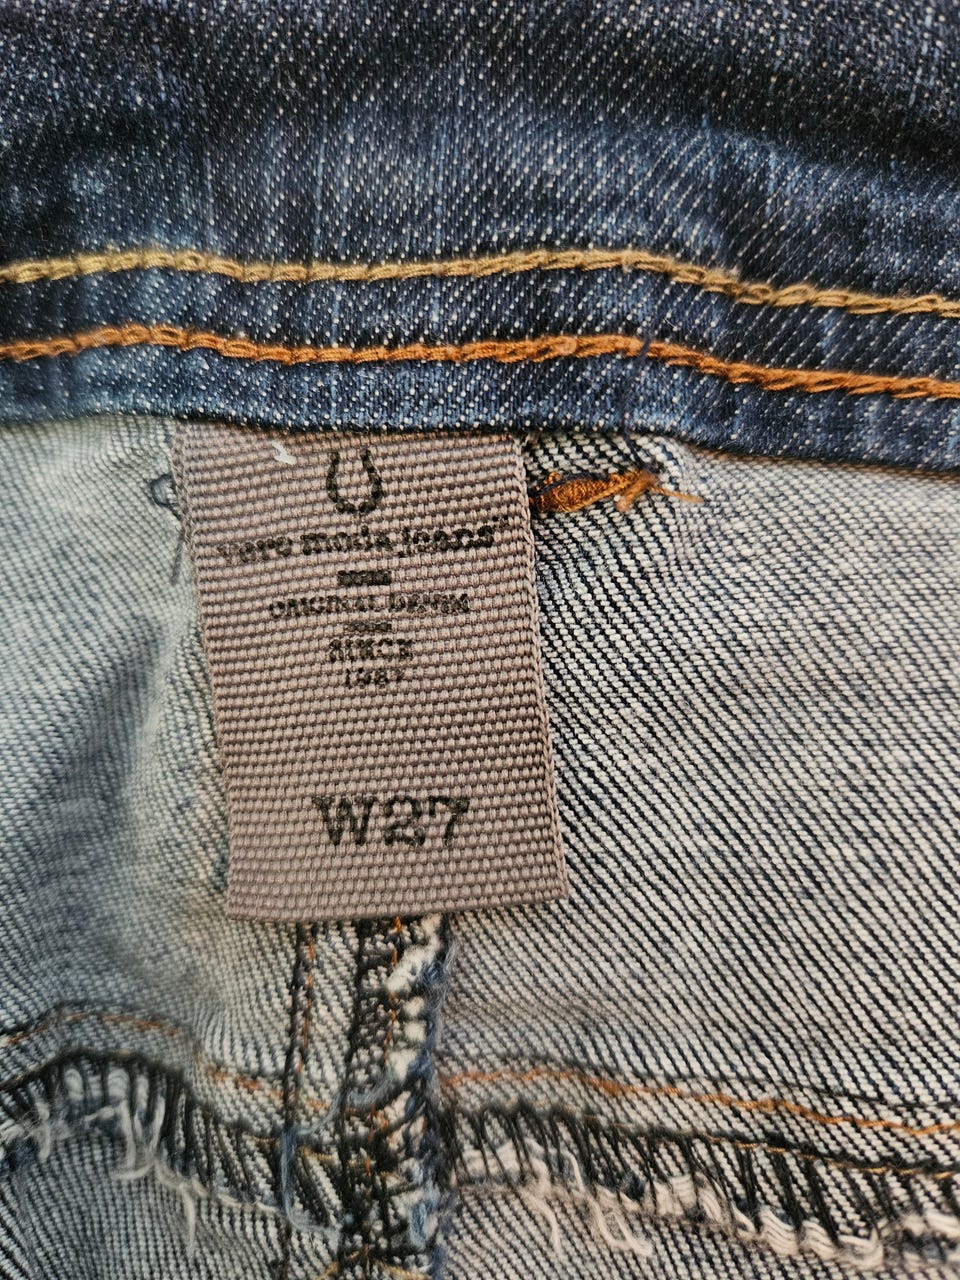 vero moda jeans®
ORIGINAL DENIM
SINCE
1987
W27